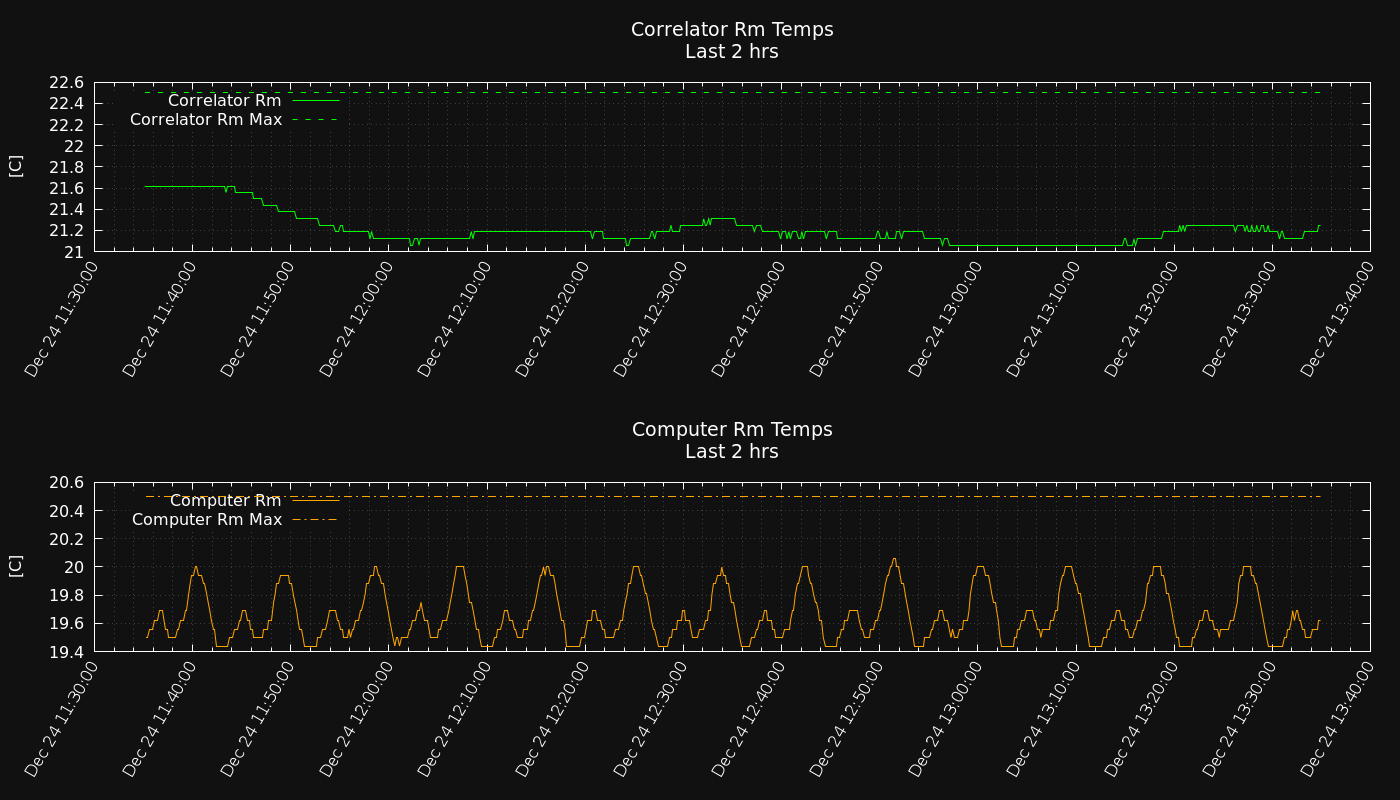 Correlator Rm Temps
Last 2 hrs
22.6
22.4
22.2
22
21.8
21.6
21.4
21.2
21
[C]
Correlator Rm
Correlator Rm Max
Dec 24 11:30:00
Dec 24 11:40:00
Dec 24 11:50:00
Dec 24 12:00:00
Dec 24 12:10:00
Dec 24 12:20:00
Dec 24 12:30:00
Dec 24 12:40:00
Dec 24 12:50:00
Dec 24 13:00:00
Dec 24 13:10:00
Dec 24 13:20:00
Dec 24 13:30:00
Dec 24 13:40:00
Computer Rm Temps
Last 2 hrs
20.6
20.4
20.2
20
19.8
19.6
19.4
[C]
Computer Rm
Computer Rm Max
Dec 24 11:30:00
Dec 24 11:40:00
Dec 24 11:50:00
Dec 24 12:00:00
Dec 24 12:10:00
Dec 24 12:20:00
Dec 24 12:30:00
Dec 24 12:40:00
Dec 24 12:50:00
Dec 24 13:00:00
Dec 24 13:10:00
Dec 24 13:20:00
Dec 24 13:30:00
Dec 24 13:40:00